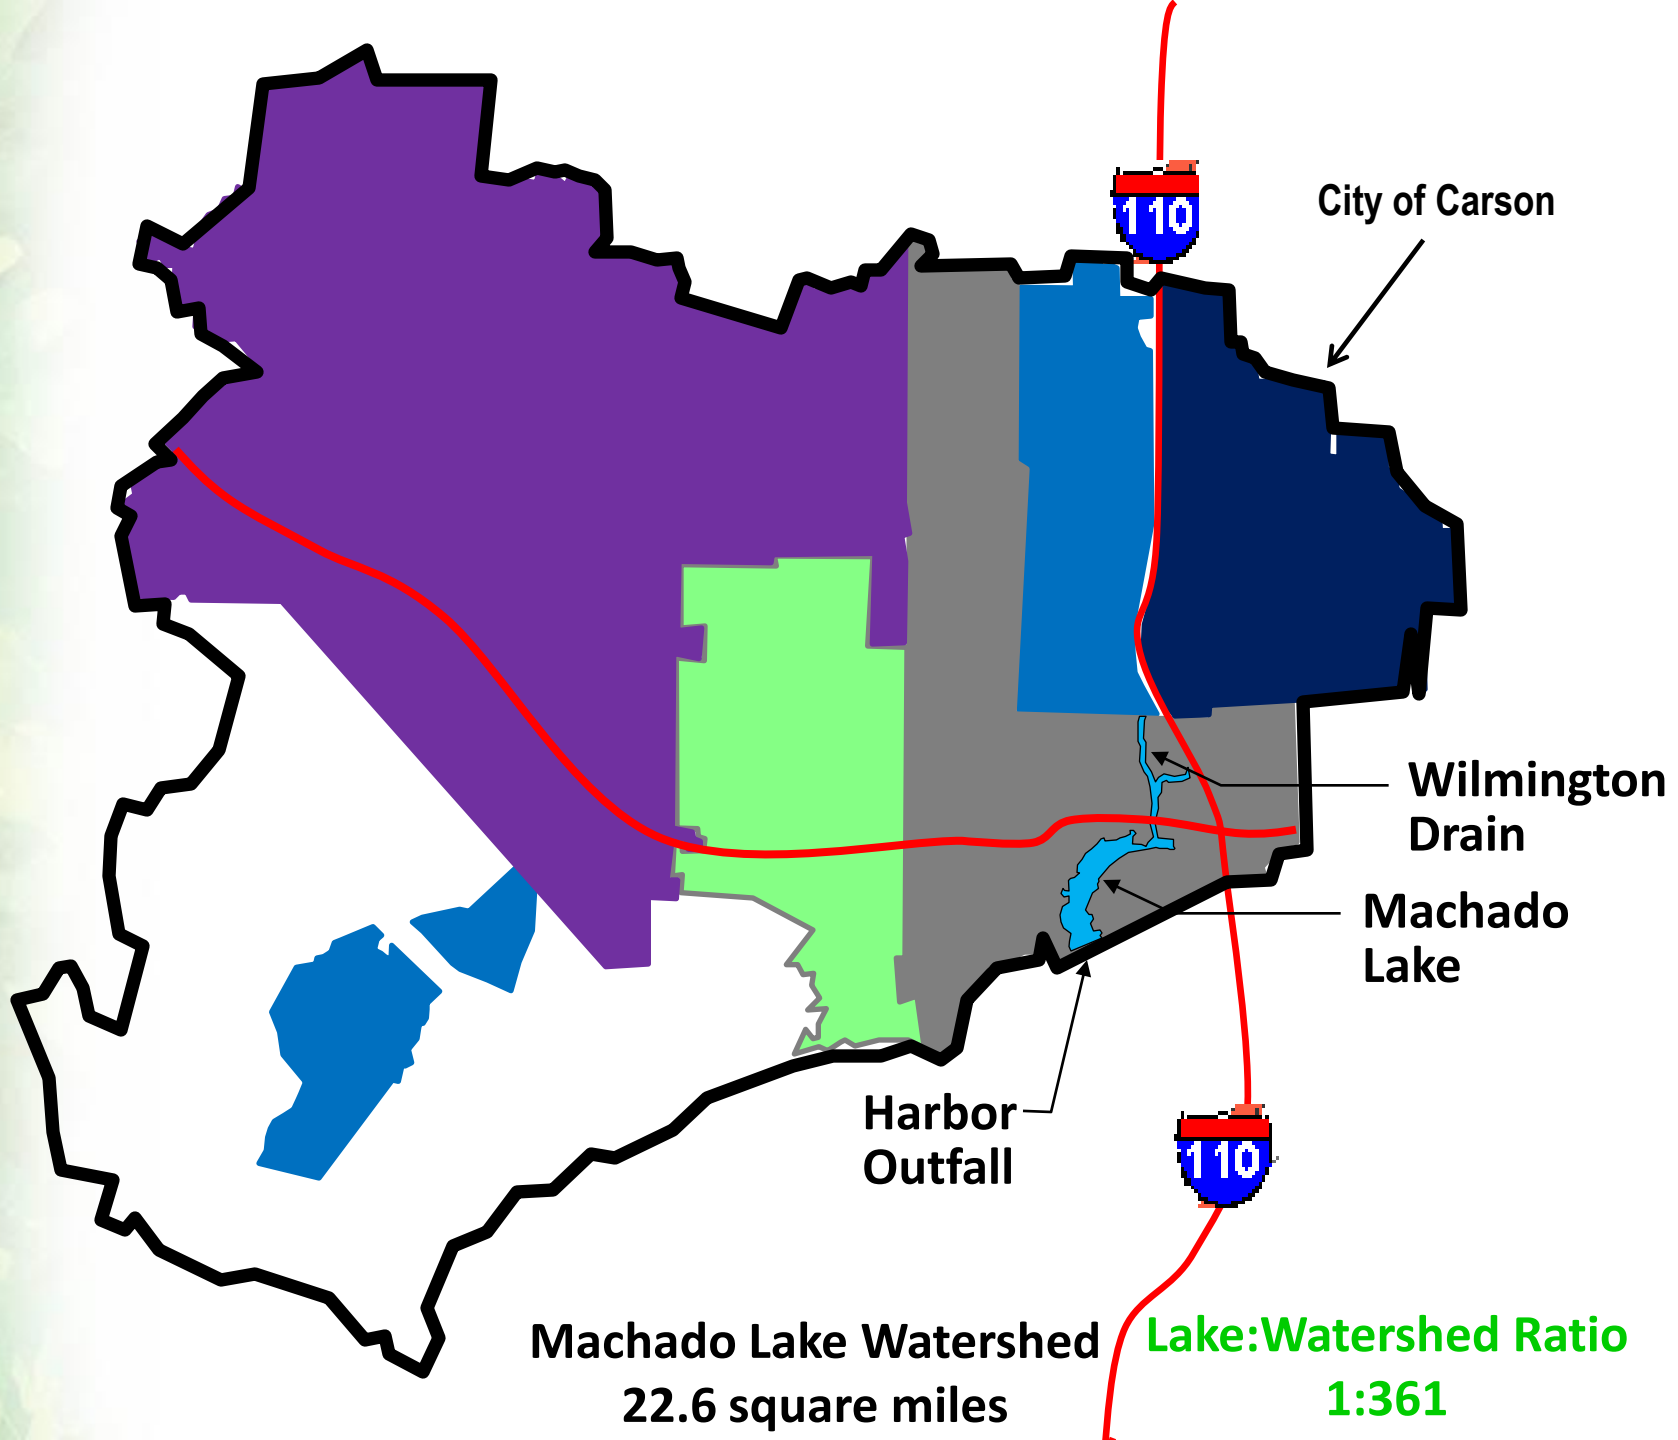 110
City of Carson
Wilmington
Drain
Machado
Lake
Harbor
Outfall
110
Machado Lake Watershed
22.6 square miles
Lake:Watershed Ratio
1:361